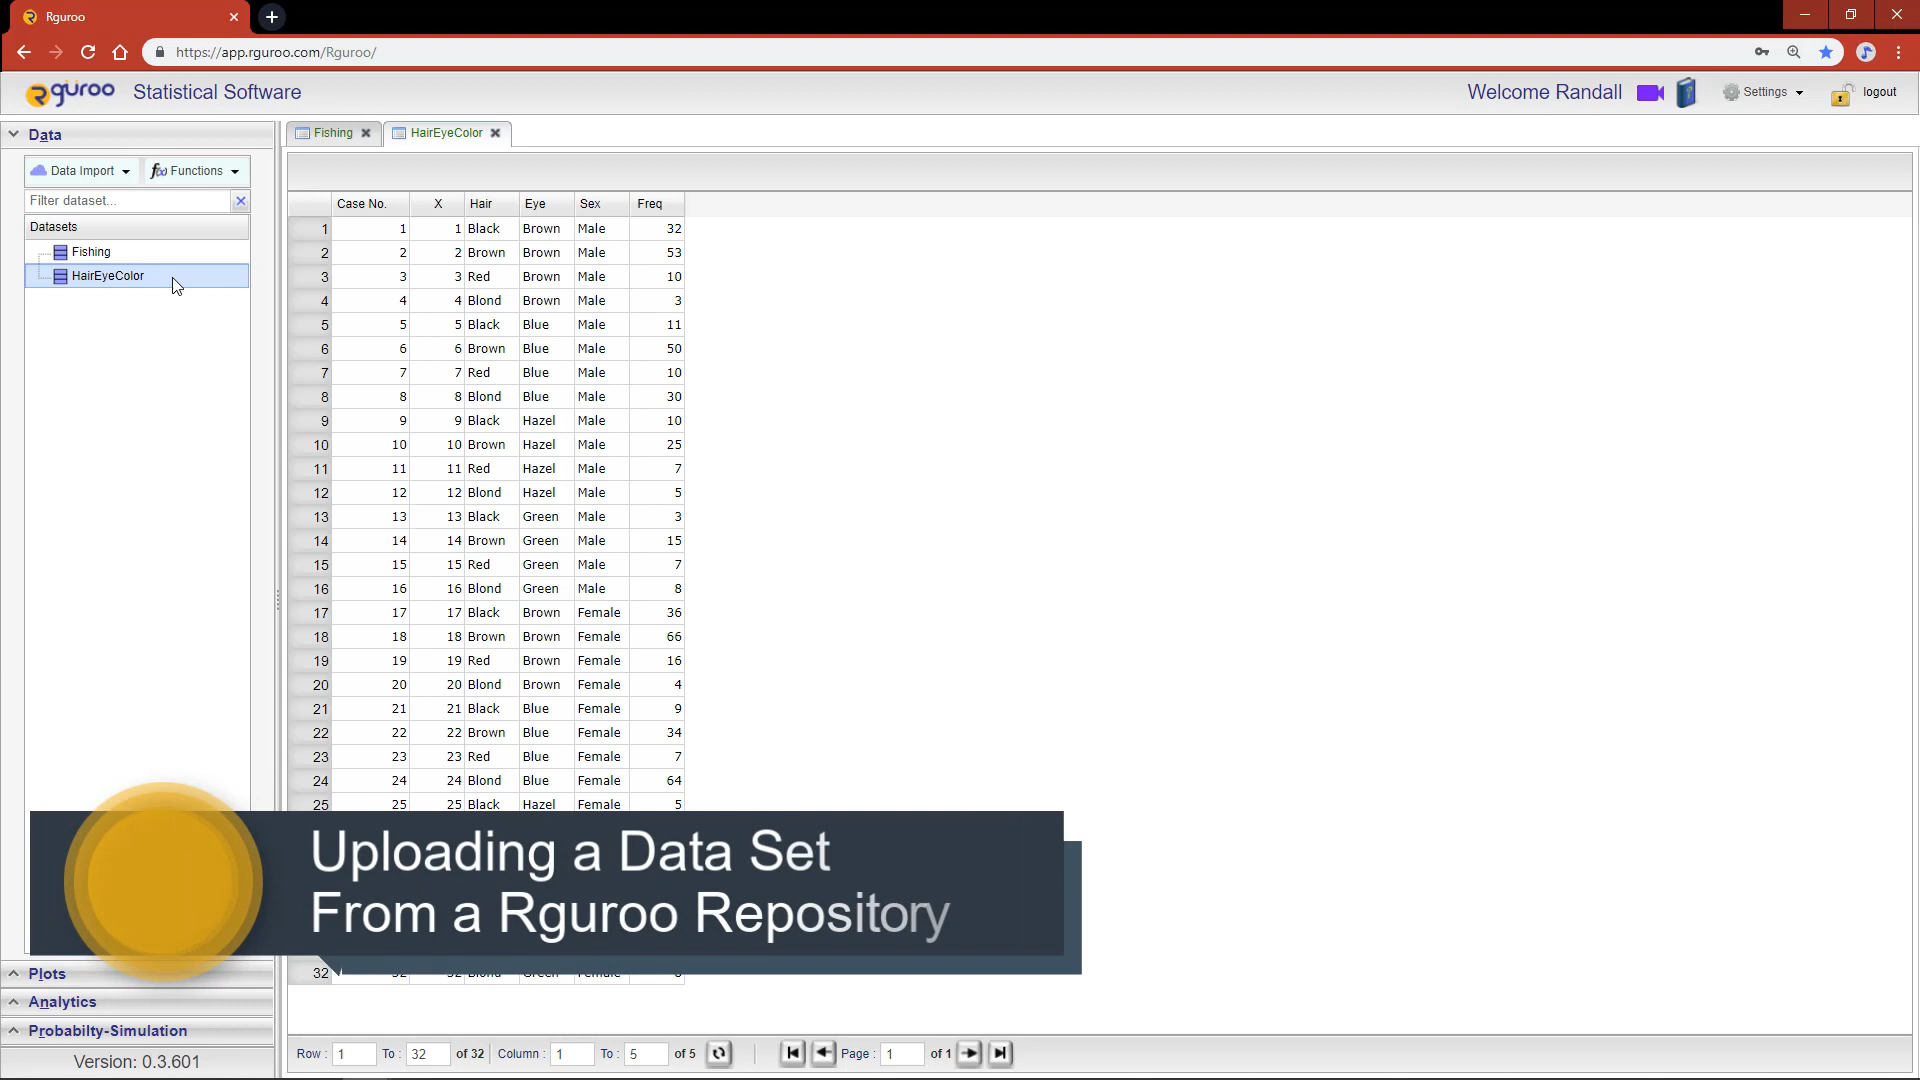 Rguroo
https://app.rguroo.com/Rguroo/
rguroo Statistical Software
Welcome Randall Settings logout
Data
Fishing HairEyeColor
Data Import Functions
Filter dataset...
Datasets
Fishing
HairEyeColor
Case No. X Hair Eye Sex Freq
1 1 1 Black Brown Male 32
2 2 2 Brown Brown Male 53
3 3 3 Red Brown Male 10
4 4 4 Blond Brown Male 3
5 5 5 Black Blue Male 11
6 6 6 Brown Blue Male 50
7 7 7 Red Blue Male 10
8 8 8 Blond Blue Male 30
9 9 9 Black Hazel Male 10
10 10 10 Brown Hazel Male 25
11 11 11 Red Hazel Male 7
12 12 12 Blond Hazel Male 5
13 13 13 Black Green Male 3
14 14 14 Brown Green Male 15
15 15 15 Red Green Male 7
16 16 16 Blond Green Male 8
17 17 17 Black Brown Female 36
18 18 18 Brown Brown Female 66
19 19 19 Red Brown Female 16
20 20 20 Blond Brown Female 4
21 21 21 Black Blue Female 9
22 22 22 Brown Blue Female 34
23 23 23 Red Blue Female 7
24 24 24 Blond Blue Female 64
25 25 25 Black Hazel Female 5
Uploading a Data Set
From a Rguroo Repository
32
Plots
Analytics
Probabilty-Simulation
Version: 0.3.601
Row : 1 To : 32 of 32 Column : 1 To : 5 of 5 Page : 1 of 1